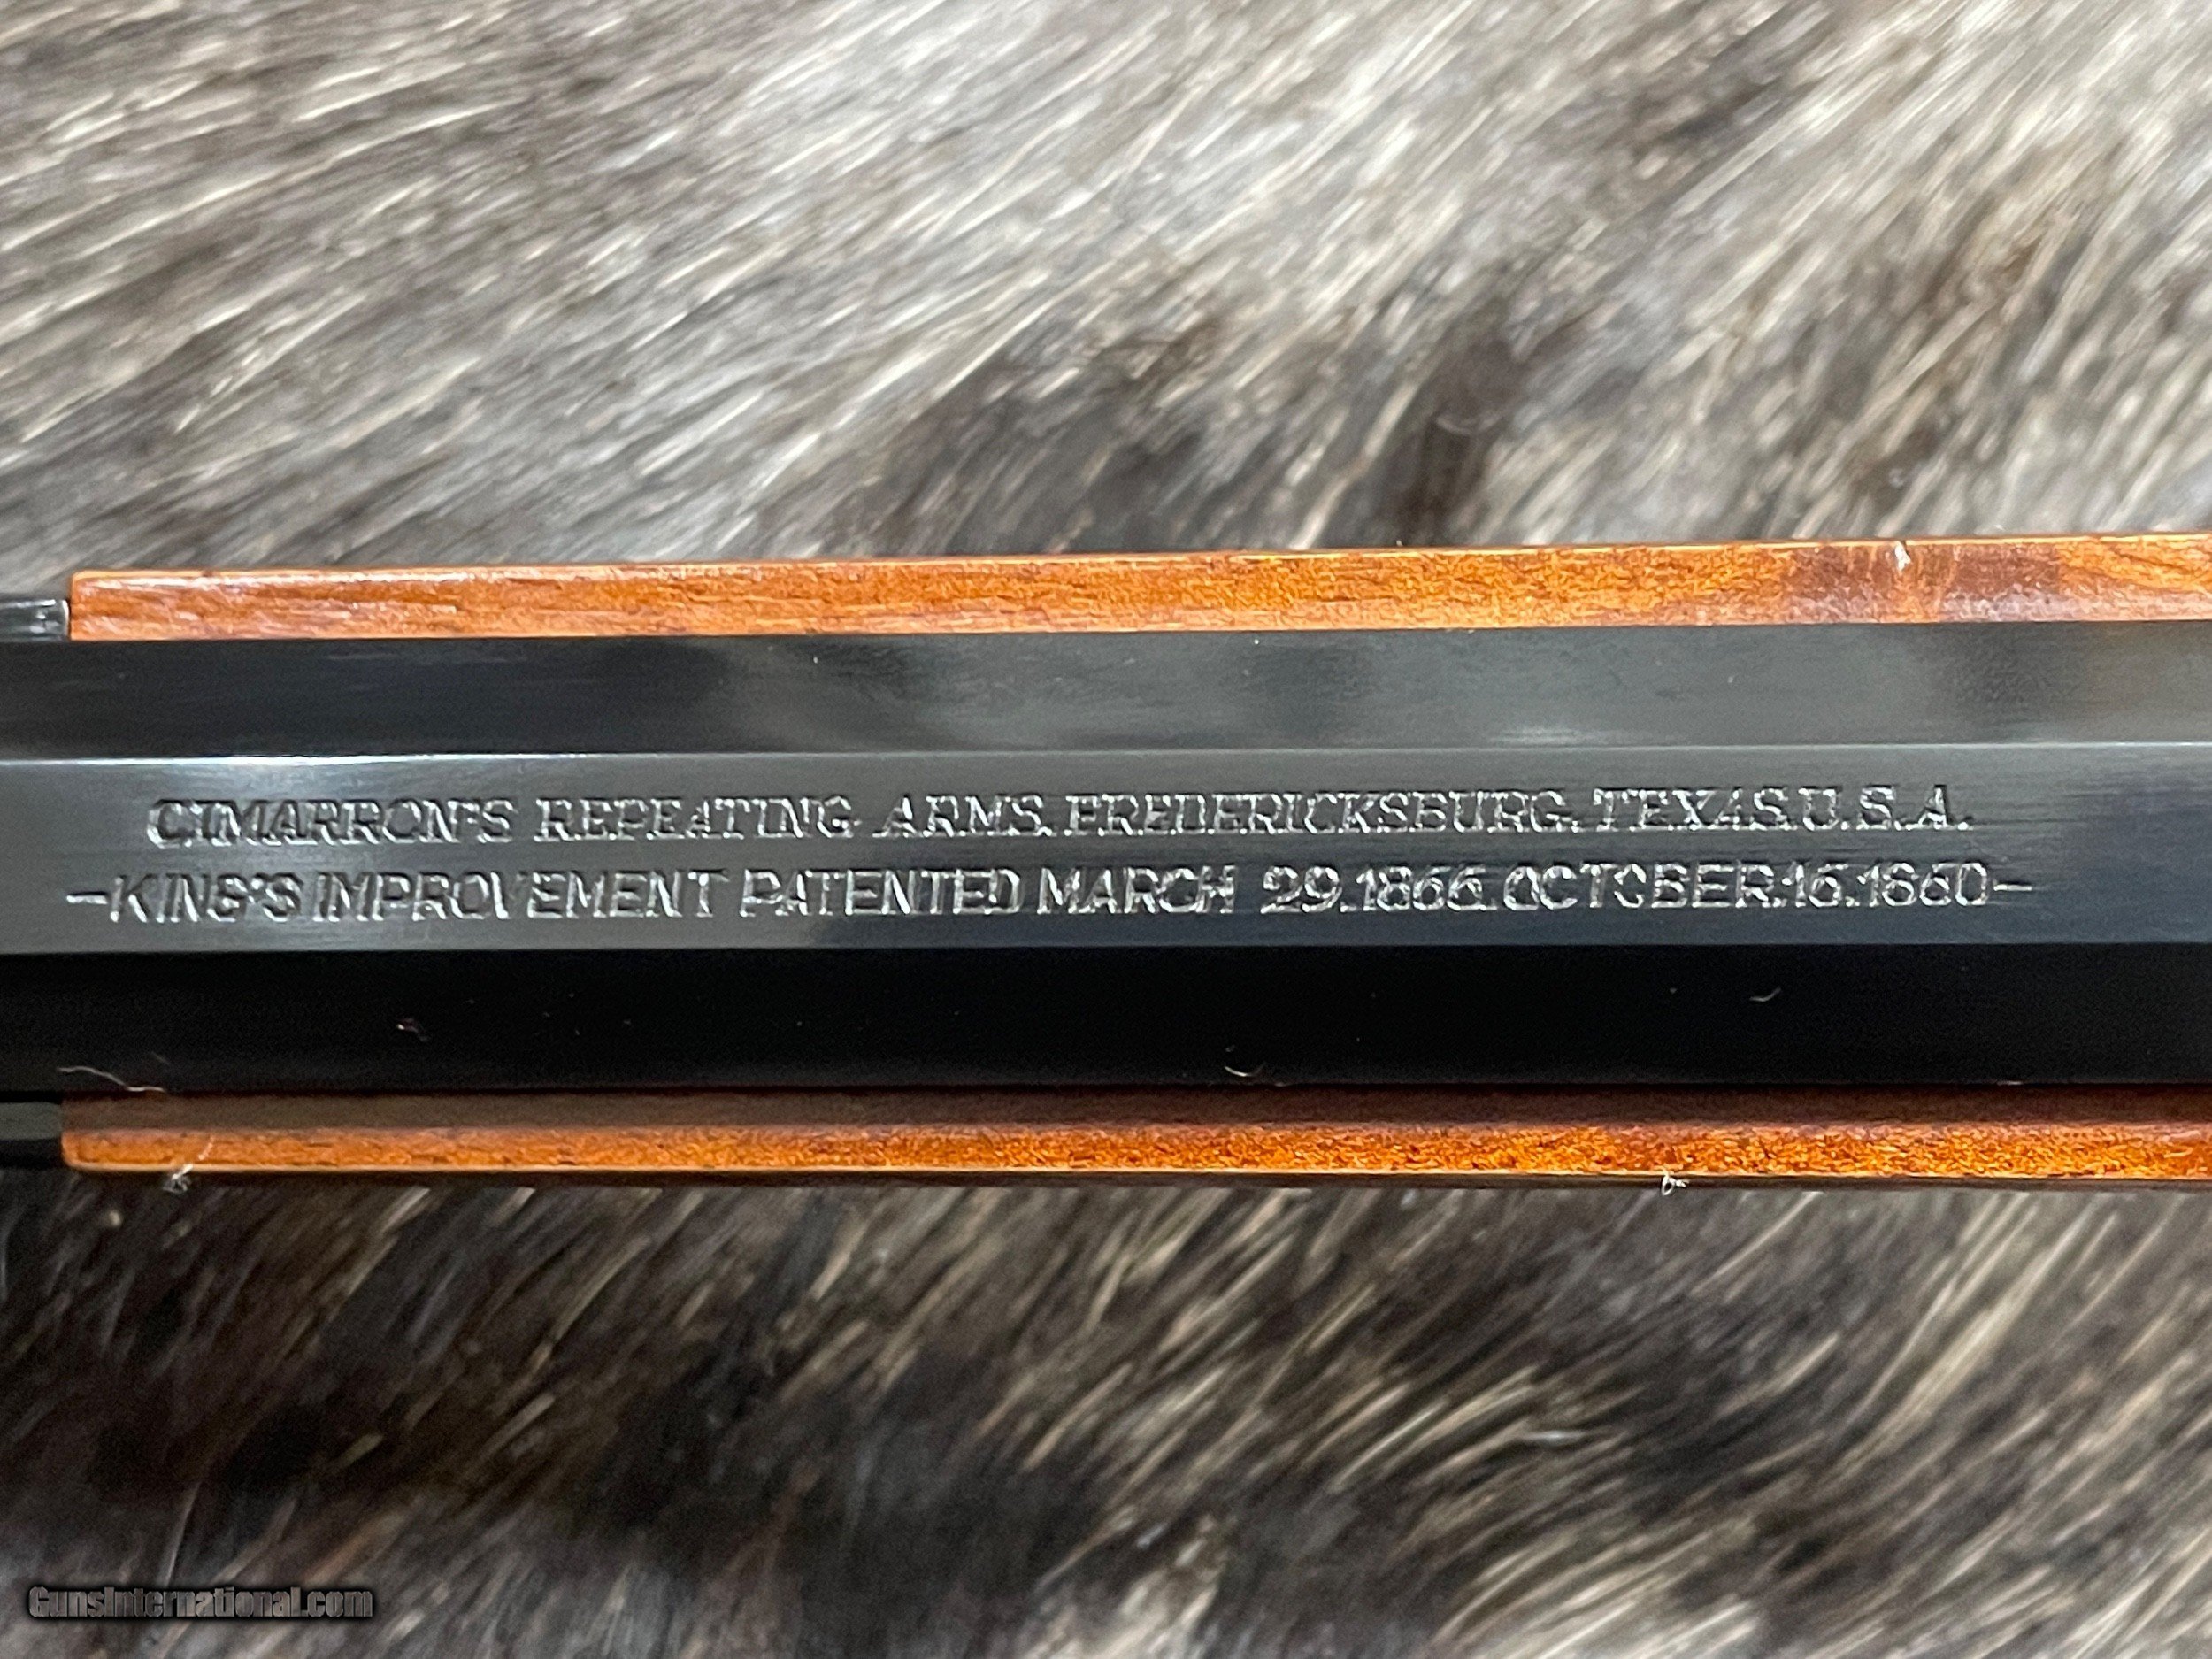 CIMARRON'S REPEATING ARMS. FREDERICKSBURG. TEXAS. U.S.A.
-KING'S IMPROVEMENT PATENTED MARCH 29.1866. OCTOBER.16.1860-
GunsInternational.com